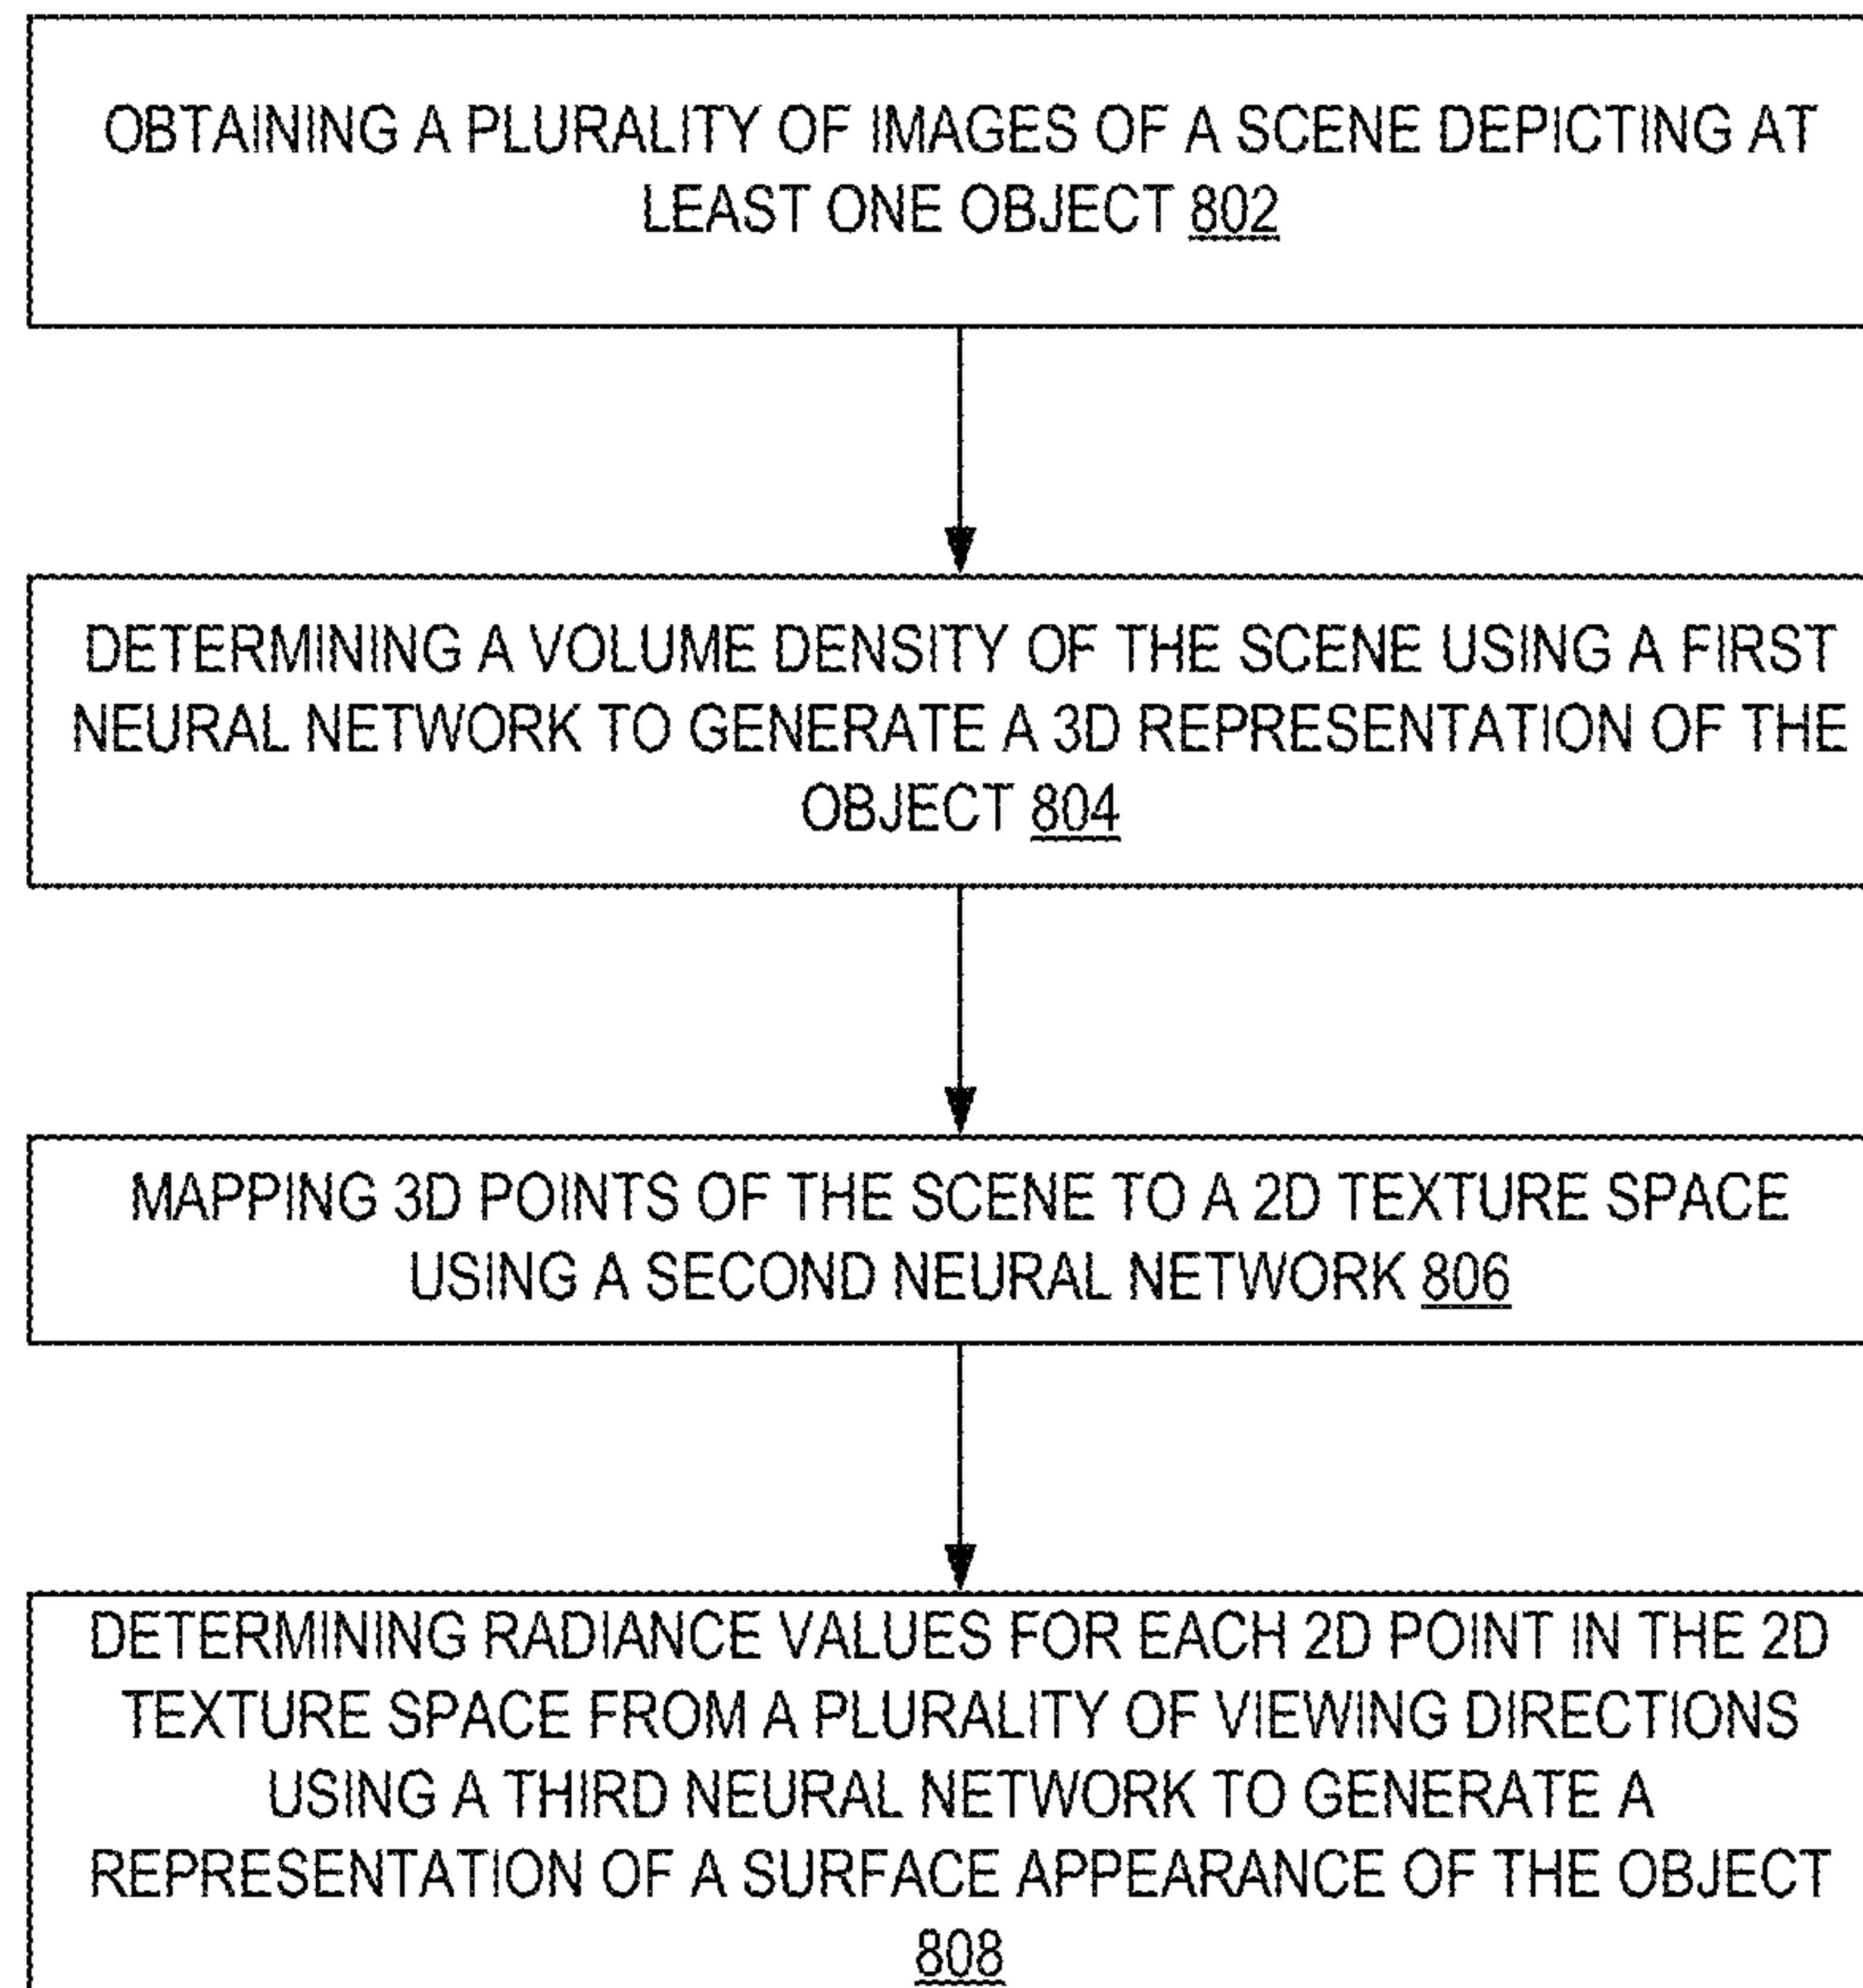 OBTAINING A PLURALITY OF IMAGES OF A SCENE DEPICTING AT
LEAST ONE OBJECT 802
DETERMINING A VOLUME DENSITY OF THE SCENE USING A FIRST
NEURAL NETWORK TO GENERATE A 3D REPRESENTATION OF THE
OBJECT 804
MAPPING 3D POINTS OF THE SCENE TO A 2D TEXTURE SPACE
USING A SECOND NEURAL NETWORK 806
DETERMINING RADIANCE VALUES FOR EACH 2D POINT IN THE 2D
TEXTURE SPACE FROM A PLURALITY OF VIEWING DIRECTIONS
USING A THIRD NEURAL NETWORK TO GENERATE A
REPRESENTATION OF A SURFACE APPEARANCE OF THE OBJECT
808